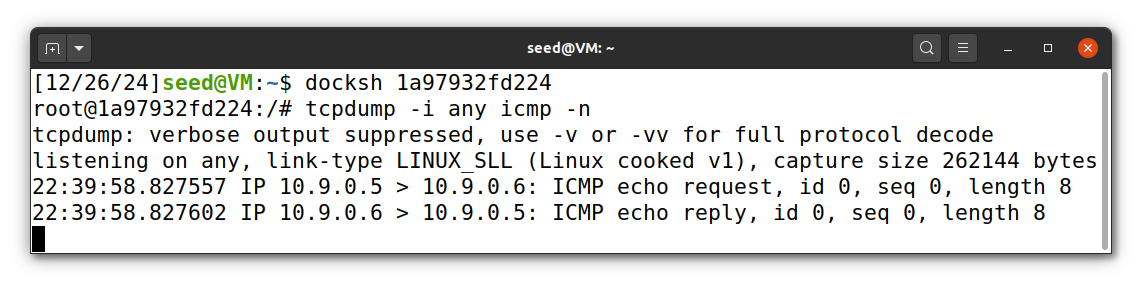 seed@VM: ~
[12/26/24]seed@VM:~$ docksh 1a97932fd224
root@1a97932fd224:/# tcpdump -i any icmp -n
tcpdump: verbose output suppressed, use -v or -vv for full protocol decode
listening on any, link-type LINUX_SLL (Linux cooked v1), capture size 262144 bytes
22:39:58.827557 IP 10.9.0.5 > 10.9.0.6: ICMP echo request, id 0, seq 0, length 8
22:39:58.827602 IP 10.9.0.6 > 10.9.0.5: ICMP echo reply, id 0, seq 0, length 8